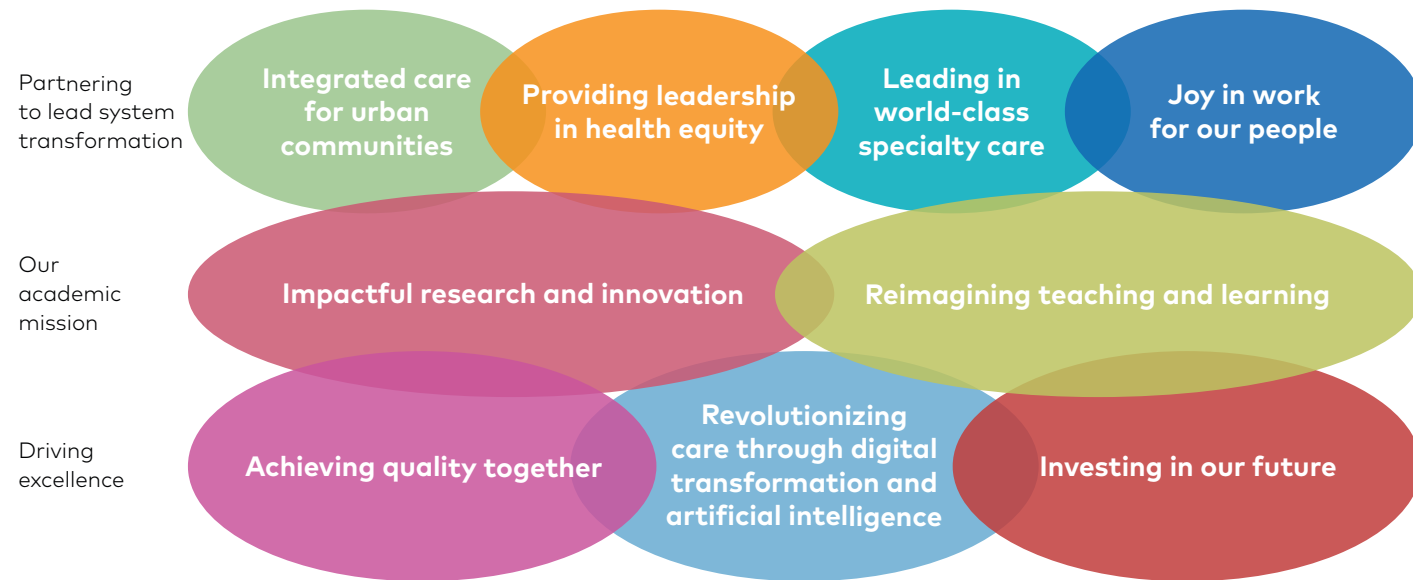 Partnering
to lead system
transformation
Integrated care
for urban
communities
Providing leadership
in health equity
Leading in
world-class
specialty care
Joy in work
for our people
Our
academic
mission
Impactful research and innovation
Reimagining teaching and learning
Driving
excellence
Achieving quality together
Revolutionizing
care through digital
transformation and
artificial intelligence
Investing in our future